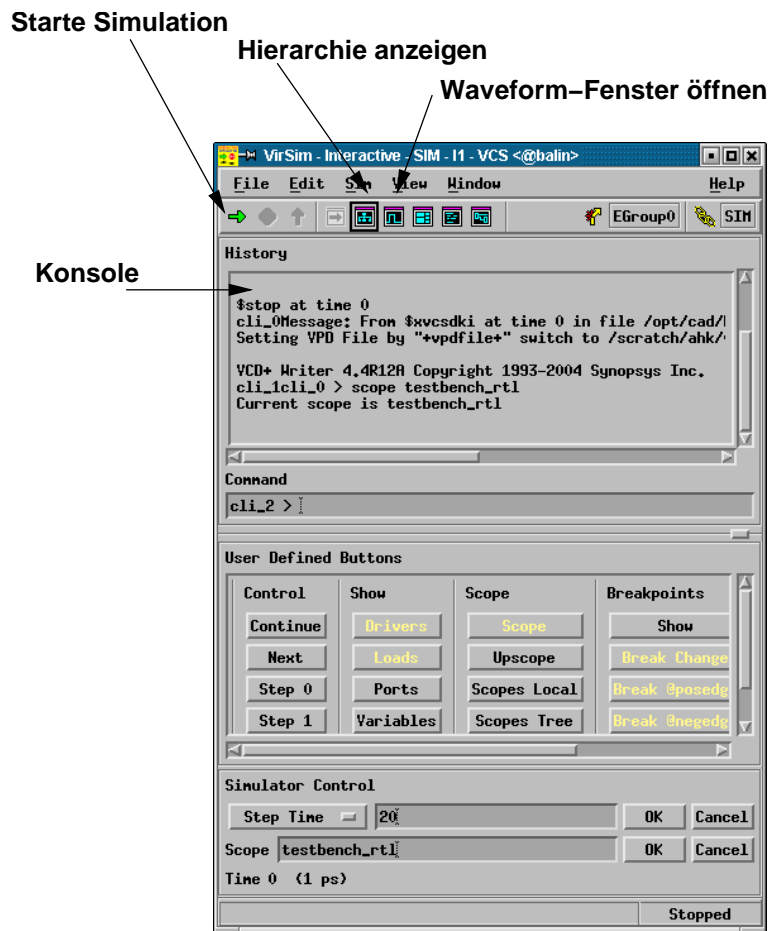 Starte Simulation
Hierarchie anzeigen
Waveform−Fenster öffnen
VirSim - Interactive - SIM - I1 - VCS <@balin>
File Edit Sim View Window Help
EGroup0 SIM
Konsole
History
$stop at time 0
cli_0Message: From $xvcsdki at time 0 in file /opt/cad/
Setting VPD File by "+vpdfile+" switch to /scratch/ahk/
VCD+ Writer 4.4R12A Copyright 1993-2004 Synopsys Inc.
cli_1cli_0 > scope testbench_rtl
Current scope is testbench_rtl
Command
cli_2 >
User Defined Buttons
Control Show Scope Breakpoints
Continue Drivers Scope Show
Next Loads Upscope Break Change
Step 0 Ports Scopes Local Break @posedg
Step 1 Variables Scopes Tree Break @negedg
Simulator Control
Step Time 20 OK Cancel
Scope testbench_rtl OK Cancel
Time 0 (1 ps)
Stopped